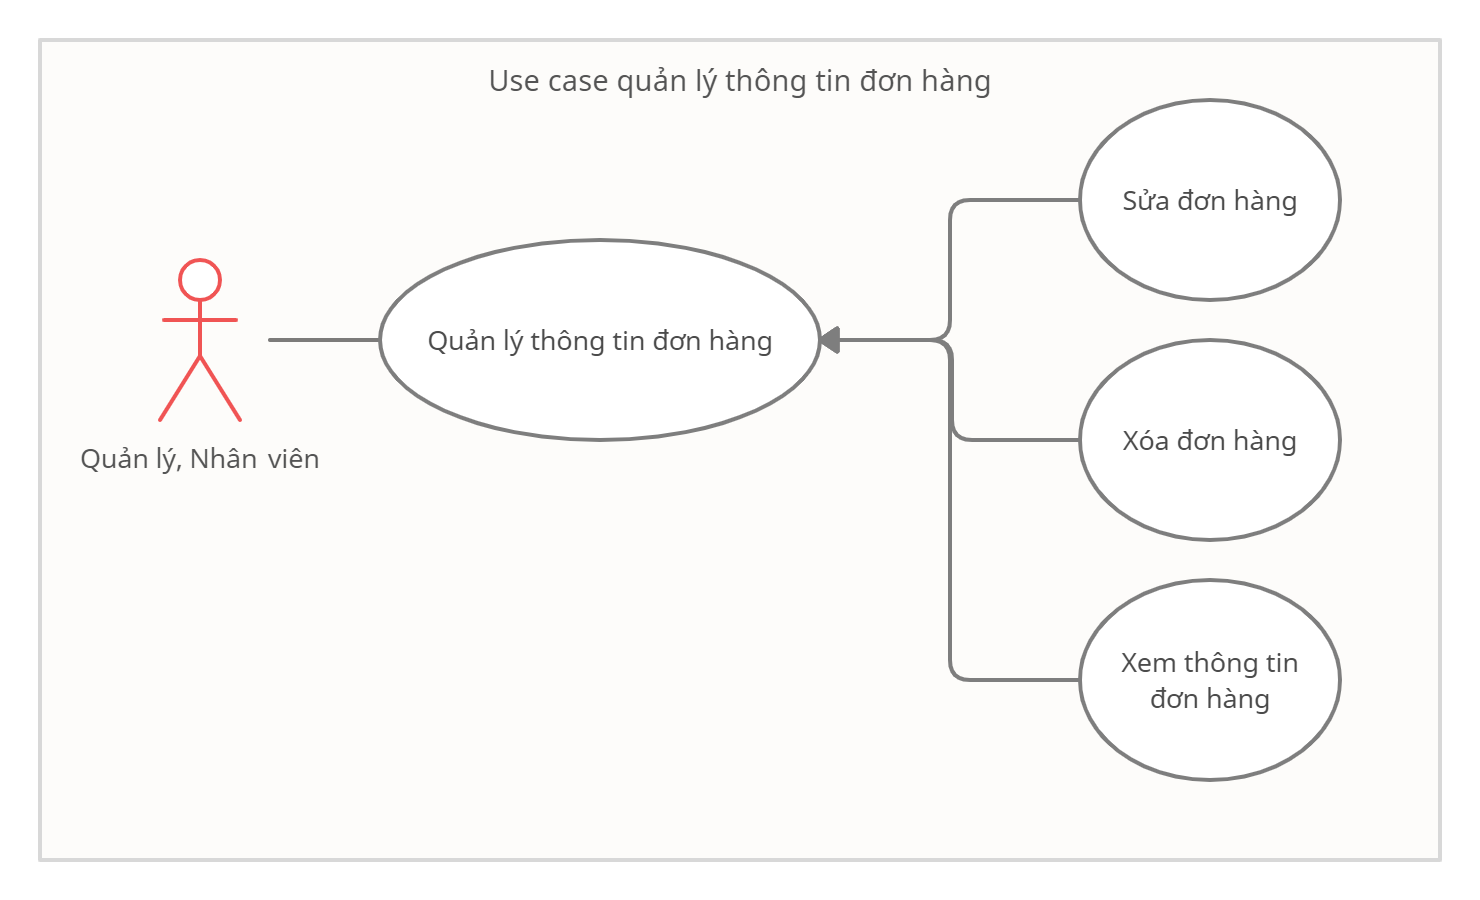 Use case quản lý thông tin đơn hàng
Sửa đơn hàng
Quản lý thông tin đơn hàng
Xóa đơn hàng
Quản lý, Nhân viên
Xem thông tin
đơn hàng